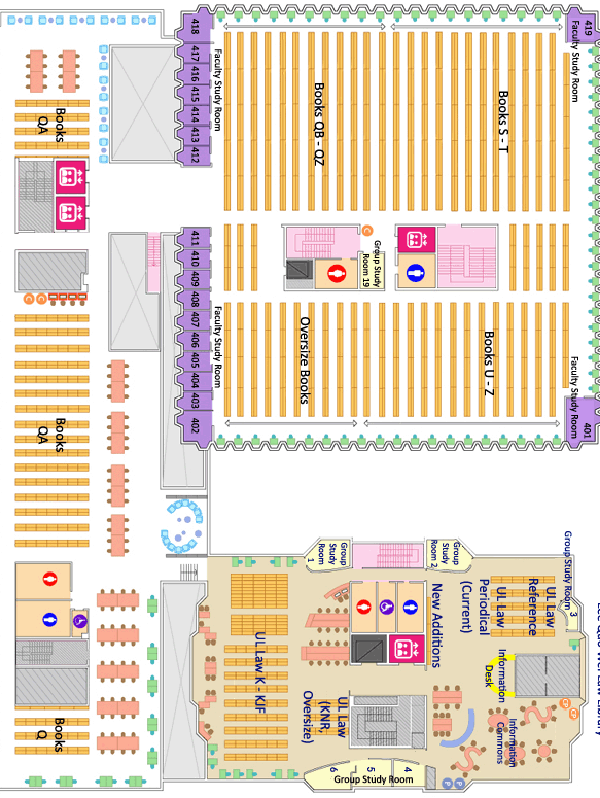 418
417
416
415
414
413
412
Faculty Study Room
419
Faculty Study Room
Books
QA
Books QB - QZ
Books S - T
411
410
409
408
407
406
405
404
403
402
Faculty Study Room
Group Study
Room 19
C
C
C
Oversize Books
Books U - Z
Faculty Study Room
401
Books
QA
Group
Study
Room
1
Group
Study
Room 2
Group Study Room 3
UL Law
Reference
UL Law
Periodical
(Current)
New Additions
Information
Desk
Information
Commons
UL Law K - KJF
UL Law
(KNR,
Oversize)
Books
Q
6
5
4
Group Study Room
P
P